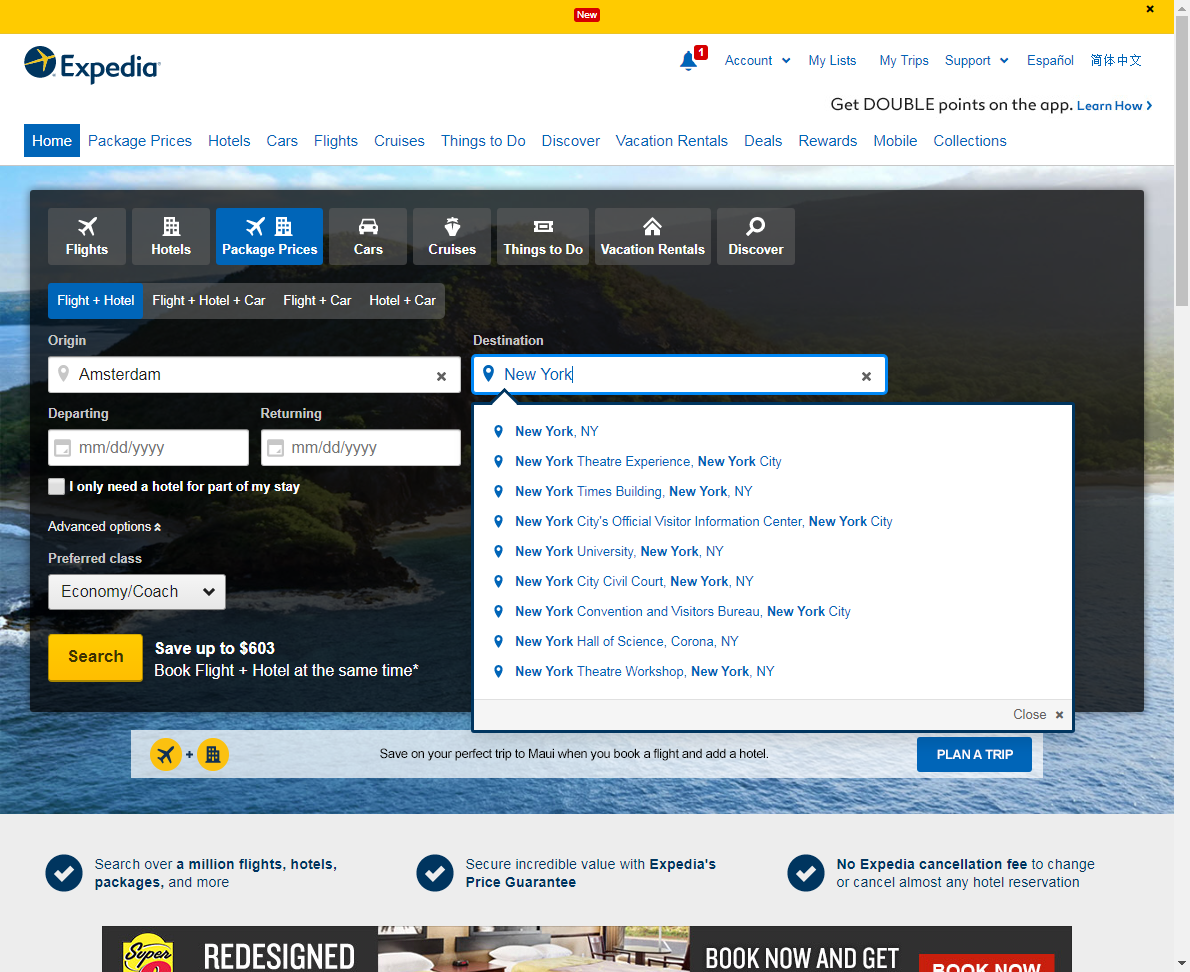 New
Expedia
1
Account
My Lists
My Trips
Support
Español
简体中文
Get DOUBLE points on the app. Learn How
Home
Package Prices
Hotels
Cars
Flights
Cruises
Things to Do
Discover
Vacation Rentals
Deals
Rewards
Mobile
Collections
Flights
Hotels
Package Prices
Cars
Cruises
Things to Do
Vacation Rentals
Discover
Flight + Hotel
Flight + Hotel + Car
Flight + Car
Hotel + Car
Origin
Destination
Amsterdam
New York
Departing
Returning
mm/dd/yyyy
mm/dd/yyyy
I only need a hotel for part of my stay
Advanced options
Preferred class
Economy/Coach
Search
Save up to $603
Book Flight + Hotel at the same time*
New York, NY
New York Theatre Experience, New York City
New York Times Building, New York, NY
New York City's Official Visitor Information Center, New York City
New York University, New York, NY
New York City Civil Court, New York, NY
New York Convention and Visitors Bureau, New York City
New York Hall of Science, Corona, NY
New York Theatre Workshop, New York, NY
Close
+
Save on your perfect trip to Maui when you book a flight and add a hotel.
PLAN A TRIP
Search over a million flights, hotels,
packages, and more
Secure incredible value with Expedia's
Price Guarantee
No Expedia cancellation fee to change
or cancel almost any hotel reservation
Super
8
REDESIGNED
BOOK NOW AND GET
BOOK NOW